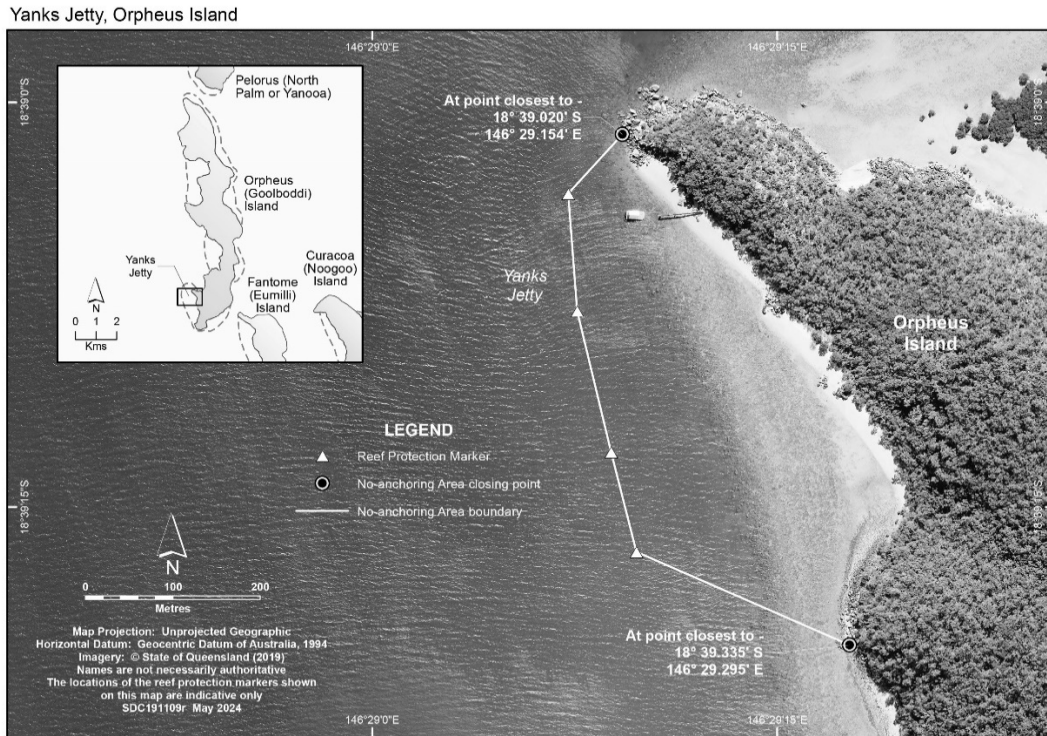 Yanks Jetty, Orpheus Island
146°29'0"E
146°29'15"E
18°39'0"S
18°39'0"S
Pelorus (North
Palm or Yanooa)
Orpheus
(Goolboddi)
Island
Yanks
Jetty
Curacoa
(Noogoo)
Island
Fantome
(Eumilli)
Island
N
0 1 2
Kms
At point closest to -
18° 39.020' S
146° 29.154' E
Yanks
Jetty
Orpheus
Island
LEGEND
Reef Protection Marker
No-anchoring Area closing point
No-anchoring Area boundary
18°39'15"S
18°39'15"S
N
0 100 200
Metres
Map Projection: Unprojected Geographic
Horizontal Datum: Geocentric Datum of Australia, 1994
Imagery: © State of Queensland (2019)
Names are not necessarily authoritative
The locations of the reef protection markers shown
on this map are indicative only
SDC191109r May 2024
At point closest to -
18° 39.335' S
146° 29.295' E
146°29'0"E
146°29'15"E